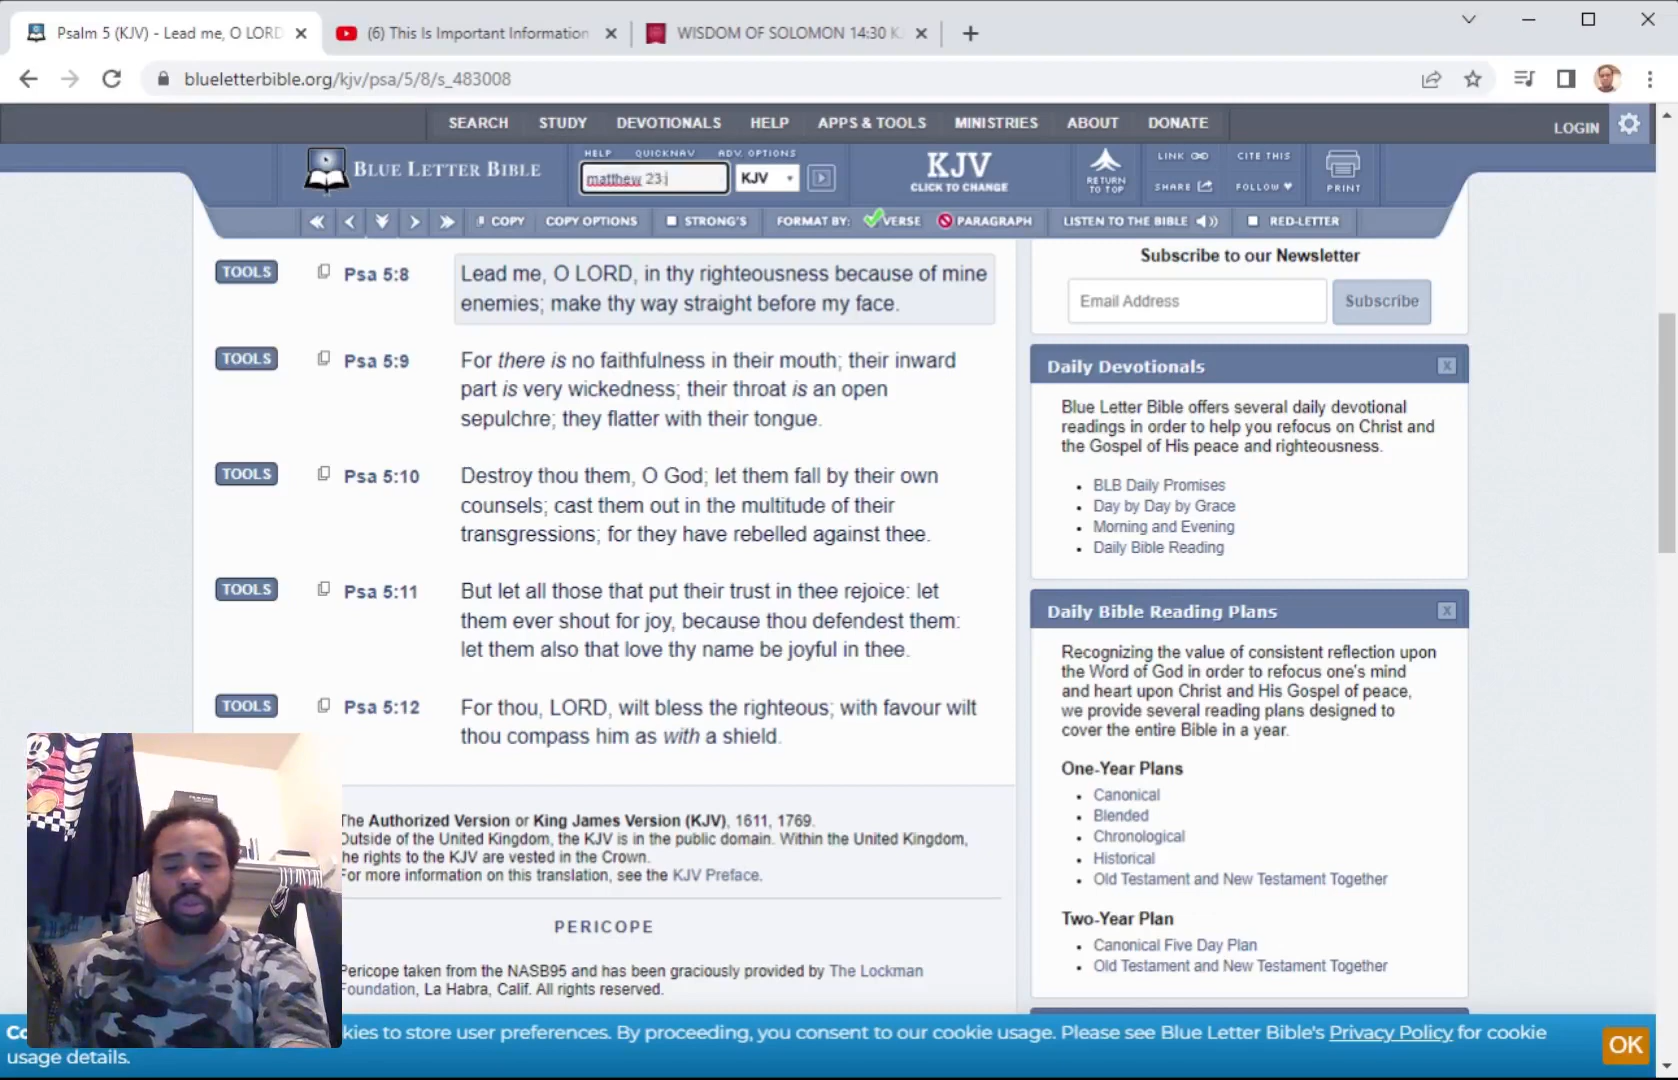 Psalm 5 (KJV) - Lead me, O LORD
(6) This Is Important Information
WISDOM OF SOLOMON 14:30 K
blueletterbible.org/kjv/psa/5/8/s_483008
SEARCH STUDY DEVOTIONALS HELP APPS & TOOLS MINISTRIES ABOUT DONATE
LOGIN
BLUE LETTER BIBLE
HELP QUICKNAV ADV. OPTIONS
matthew 23:
KJV
KJV
CLICK TO CHANGE
RETURN
TO TOP
LINK CITE THIS
SHARE FOLLOW
PRINT
COPY COPY OPTIONS STRONG'S FORMAT BY: VERSE PARAGRAPH LISTEN TO THE BIBLE RED-LETTER
TOOLS Psa 5:8 Lead me, O LORD, in thy righteousness because of mine
enemies; make thy way straight before my face.
TOOLS Psa 5:9 For there is no faithfulness in their mouth; their inward
part is very wickedness; their throat is an open
sepulchre; they flatter with their tongue.
TOOLS Psa 5:10 Destroy thou them, O God; let them fall by their own
counsels; cast them out in the multitude of their
transgressions; for they have rebelled against thee.
TOOLS Psa 5:11 But let all those that put their trust in thee rejoice: let
them ever shout for joy, because thou defendest them:
let them also that love thy name be joyful in thee.
TOOLS Psa 5:12 For thou, LORD, wilt bless the righteous; with favour wilt
thou compass him as with a shield.
The Authorized Version or King James Version (KJV), 1611, 1769.
Outside of the United Kingdom, the KJV is in the public domain. Within the United Kingdom,
the rights to the KJV are vested in the Crown.
For more information on this translation, see the KJV Preface.
PERICOPE
Pericope taken from the NASB95 and has been graciously provided by The Lockman
Foundation, La Habra, Calif. All rights reserved.
Subscribe to our Newsletter
Email Address Subscribe
Daily Devotionals X
Blue Letter Bible offers several daily devotional
readings in order to help you refocus on Christ and
the Gospel of His peace and righteousness.
• BLB Daily Promises
• Day by Day by Grace
• Morning and Evening
• Daily Bible Reading
Daily Bible Reading Plans X
Recognizing the value of consistent reflection upon
the Word of God in order to refocus one's mind
and heart upon Christ and His Gospel of peace,
we provide several reading plans designed to
cover the entire Bible in a year.
One-Year Plans
• Canonical
• Blended
• Chronological
• Historical
• Old Testament and New Testament Together
Two-Year Plan
• Canonical Five Day Plan
• Old Testament and New Testament Together
Co kies to store user preferences. By proceeding, you consent to our cookie usage. Please see Blue Letter Bible's Privacy Policy for cookie
usage details.
OK